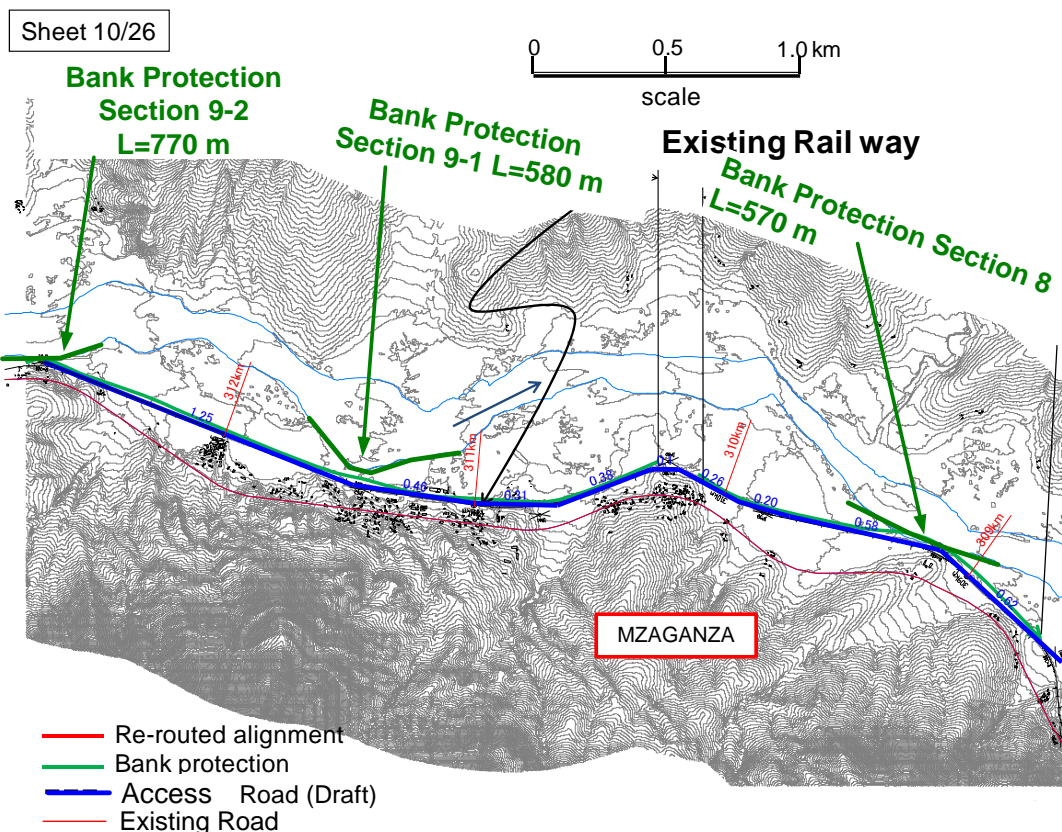 Sheet 10/26
0 0.5 1.0 km
scale
Bank Protection
Section 9-2
L=770 m
Bank Protection
Section 9-1 L=580 m
Existing Rail way
Bank Protection Section 8
L=570 m
312km
311km
310km
309km
1.25
0.46
0.38
0.26
0.20
0.58
0.62
MZAGANZA
Re-routed alignment
Bank protection
Access Road (Draft)
Existing Road